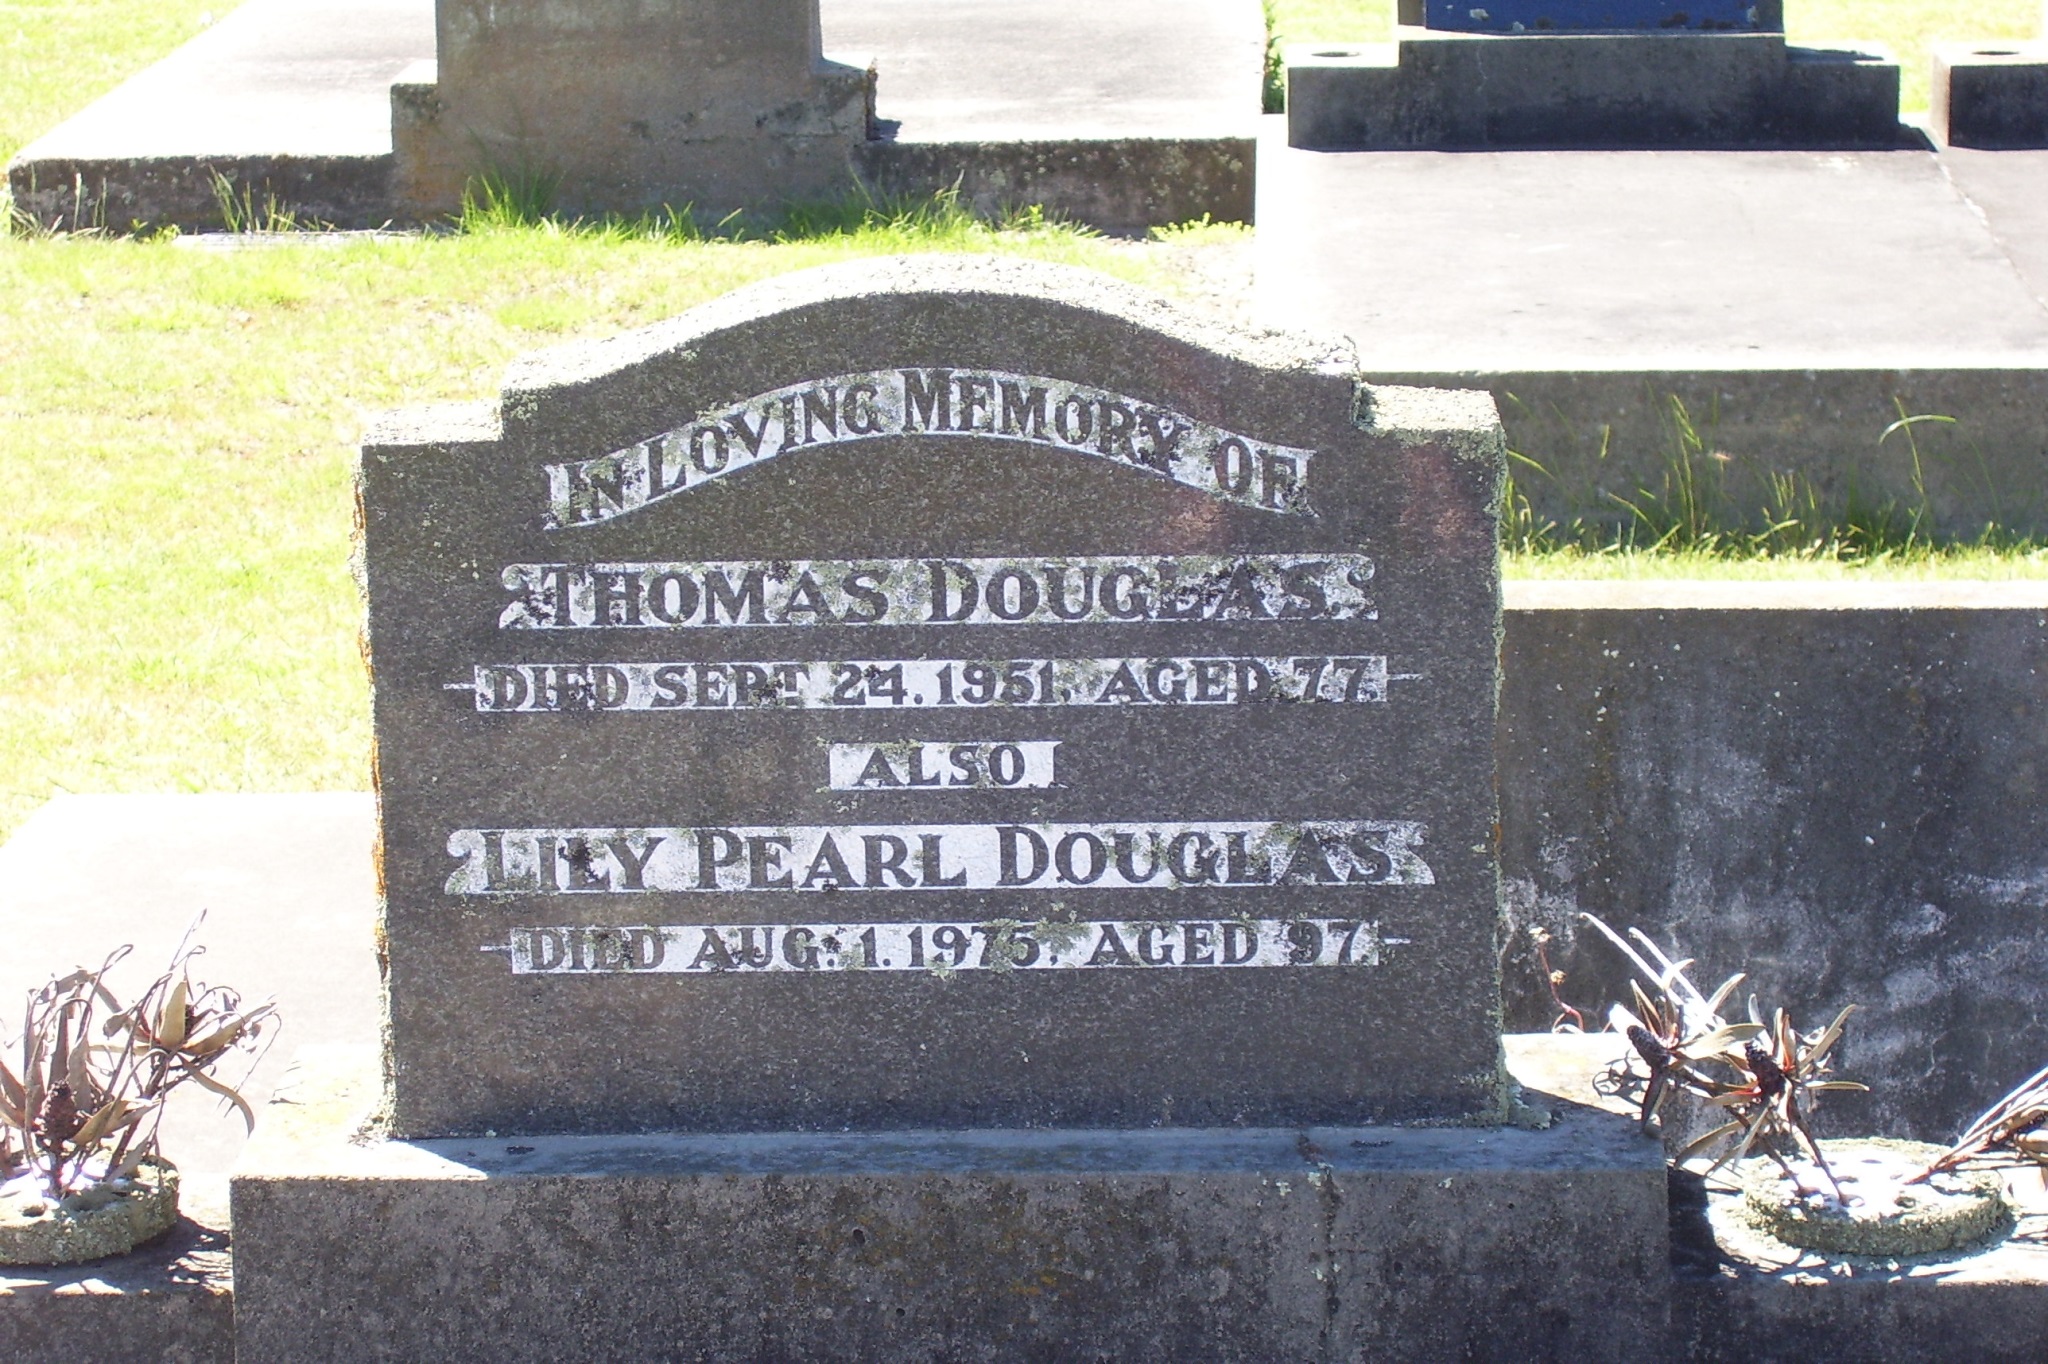 IN LOVING MEMORY OF
THOMAS DOUGLAS.
DIED SEPT. 24. 1951. AGED 77.
ALSO
LILY PEARL DOUGLAS
DIED AUG. 1. 1975. AGED 97.